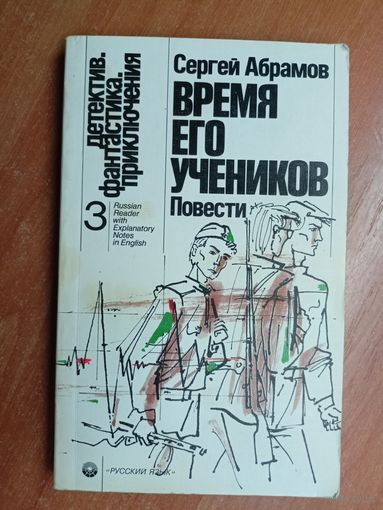 Сергей Абрамов
ВРЕМЯ
ЕГО
УЧЕНИКОВ
Повести
детектив.
фантастика.
приключения
3
Russian
Reader
with
Explanatory
Notes
in English
«РУССКИЙ ЯЗЫК»